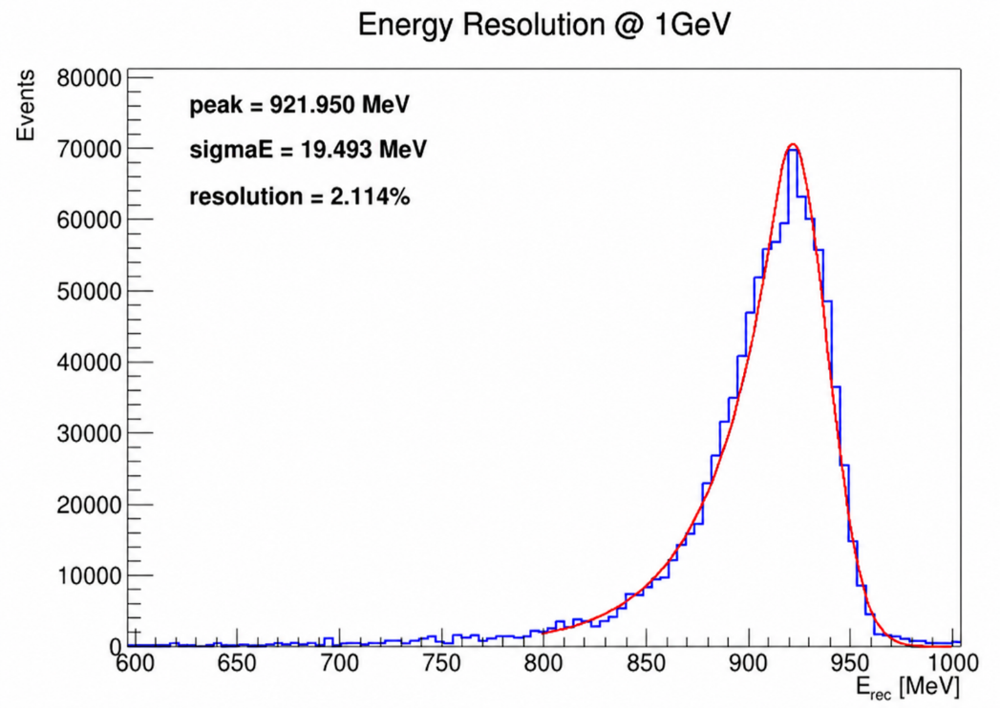 Energy Resolution @ 1GeV
Events
80000
70000
60000
50000
40000
30000
20000
10000
0
peak = 921.950 MeV
sigmaE = 19.493 MeV
resolution = 2.114%
600 650 700 750 800 850 900 950 1000
E_rec [MeV]